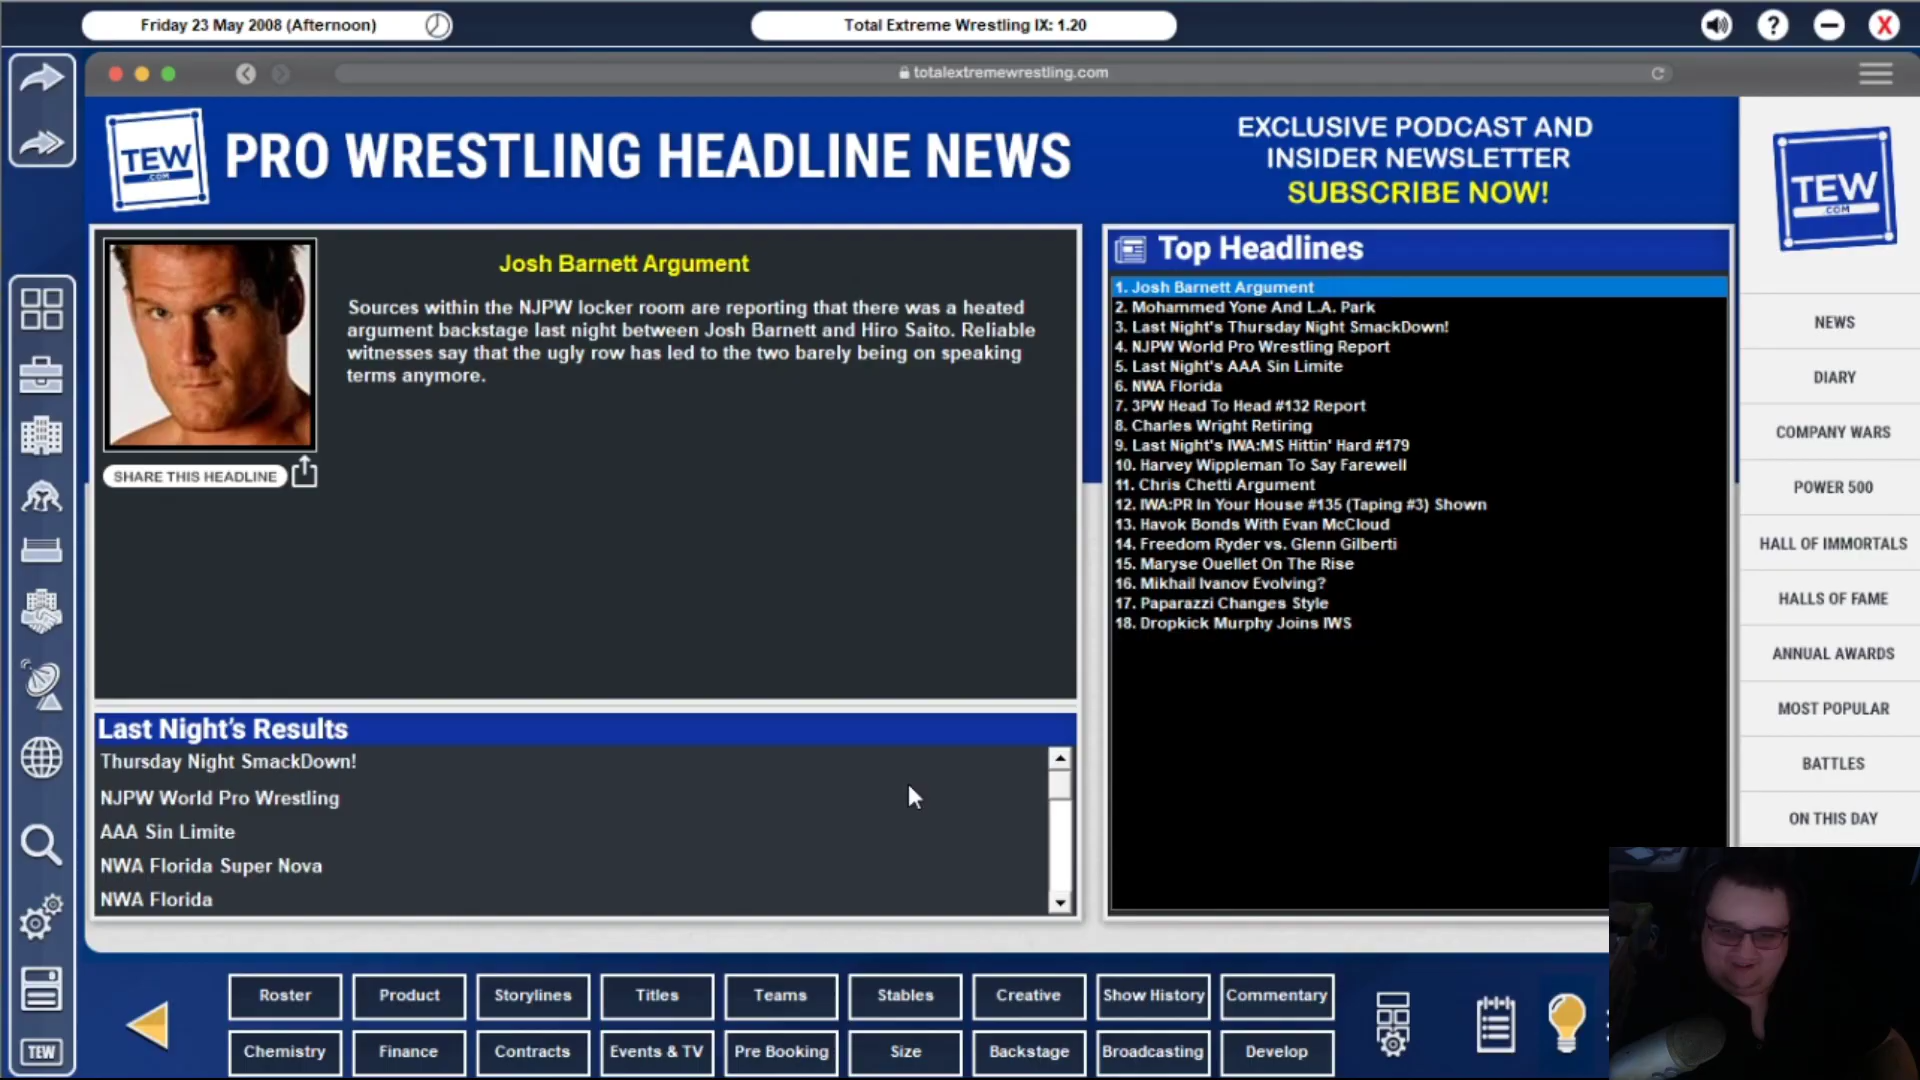 Friday 23 May 2008 (Afternoon)
Total Extreme Wrestling IX: 1.20
?
X
totalextremewrestling.com
TEW
.COM
PRO WRESTLING HEADLINE NEWS
EXCLUSIVE PODCAST AND
INSIDER NEWSLETTER
SUBSCRIBE NOW!
TEW
.COM
Josh Barnett Argument
Sources within the NJPW locker room are reporting that there was a heated
argument backstage last night between Josh Barnett and Hiro Saito. Reliable
witnesses say that the ugly row has led to the two barely being on speaking
terms anymore.
SHARE THIS HEADLINE
Last Night's Results
Thursday Night SmackDown!
NJPW World Pro Wrestling
AAA Sin Limite
NWA Florida Super Nova
NWA Florida
Top Headlines
1. Josh Barnett Argument
2. Mohammed Yone And L.A. Park
3. Last Night's Thursday Night SmackDown!
4. NJPW World Pro Wrestling Report
5. Last Night's AAA Sin Limite
6. NWA Florida
7. 3PW Head To Head #132 Report
8. Charles Wright Retiring
9. Last Night's IWA:MS Hittin' Hard #179
10. Harvey Wippleman To Say Farewell
11. Chris Chetti Argument
12. IWA:PR In Your House #135 (Taping #3) Shown
13. Havok Bonds With Evan McCloud
14. Freedom Ryder vs. Glenn Gilberti
15. Maryse Ouellet On The Rise
16. Mikhail Ivanov Evolving?
17. Paparazzi Changes Style
18. Dropkick Murphy Joins IWS
NEWS
DIARY
COMPANY WARS
POWER 500
HALL OF IMMORTALS
HALLS OF FAME
ANNUAL AWARDS
MOST POPULAR
BATTLES
ON THIS DAY
Roster
Product
Storylines
Titles
Teams
Stables
Creative
Show History
Commentary
Chemistry
Finance
Contracts
Events & TV
Pre Booking
Size
Backstage
Broadcasting
Develop
TEW